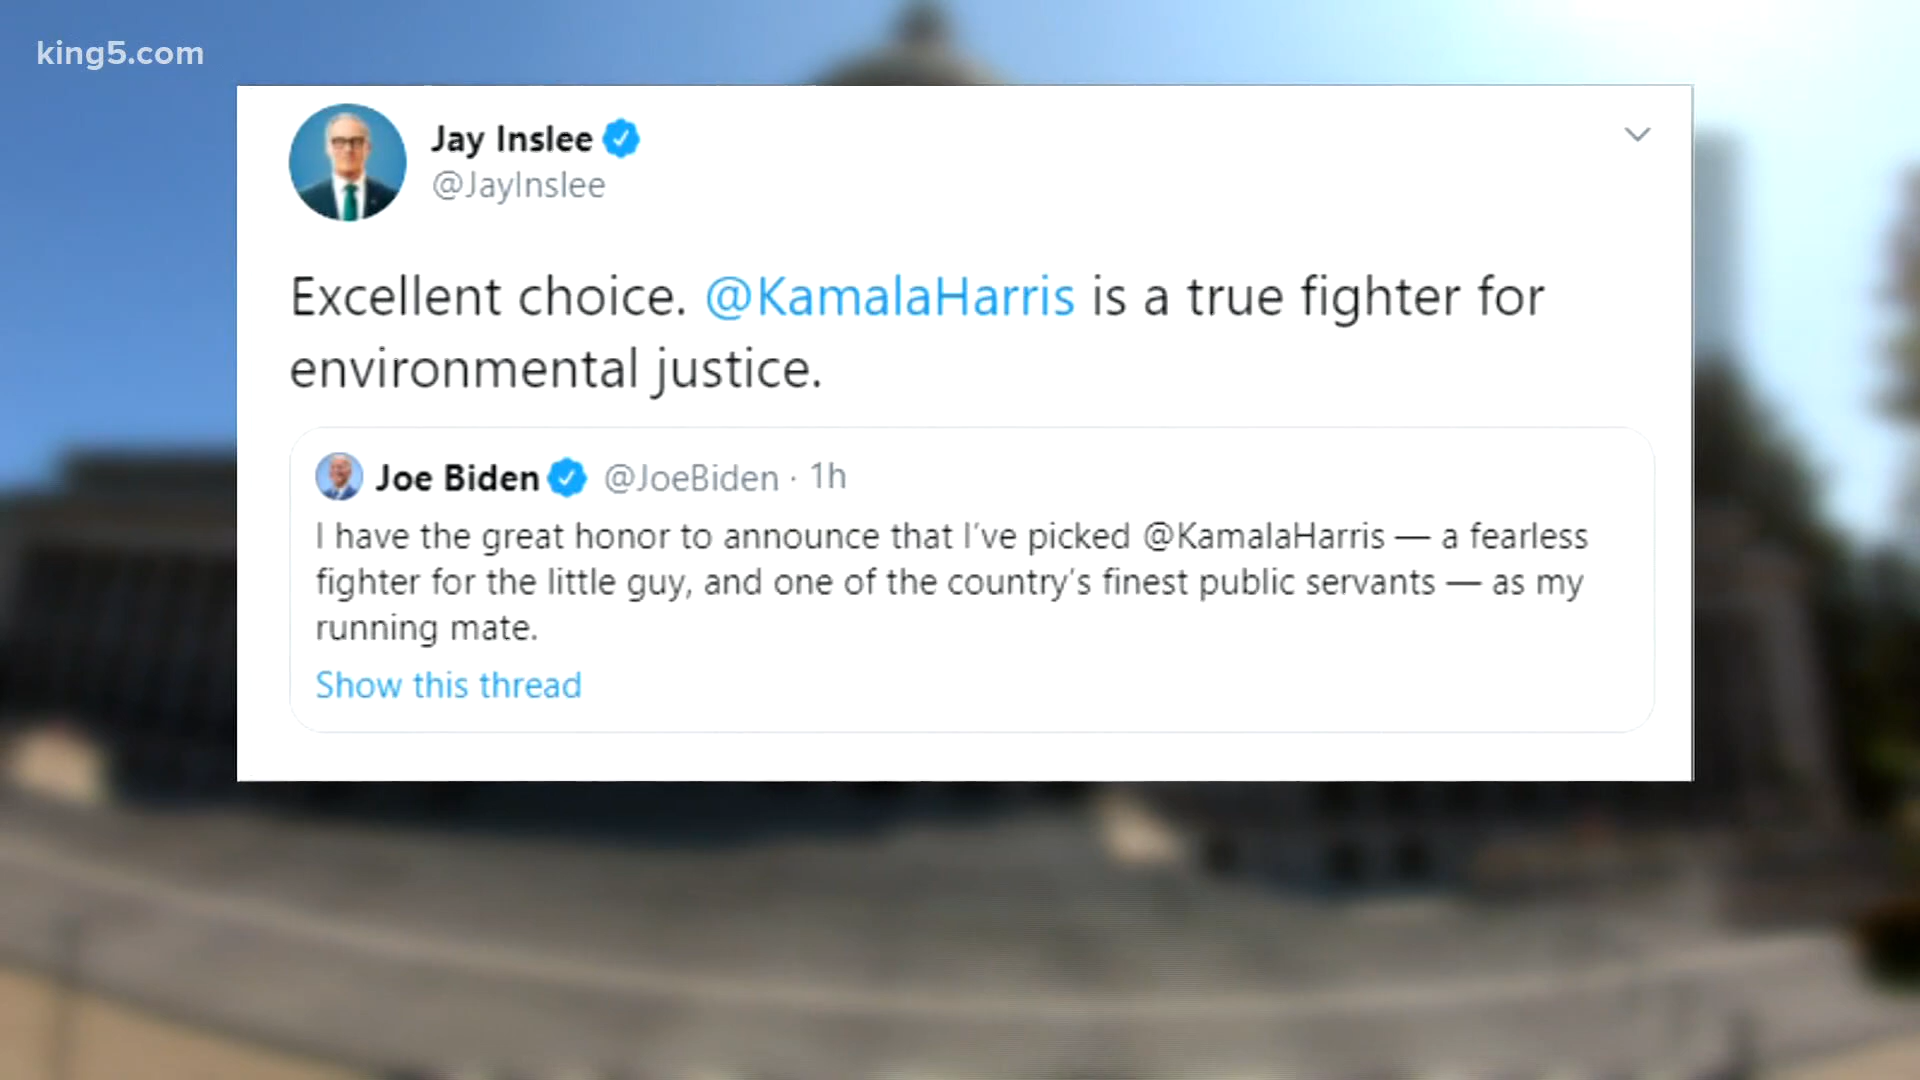 king5.com
Jay Inslee
@JayInslee
Excellent choice. @KamalaHarris is a true fighter for
environmental justice.
Joe Biden @JoeBiden · 1h
I have the great honor to announce that I've picked @KamalaHarris — a fearless
fighter for the little guy, and one of the country's finest public servants — as my
running mate.
Show this thread